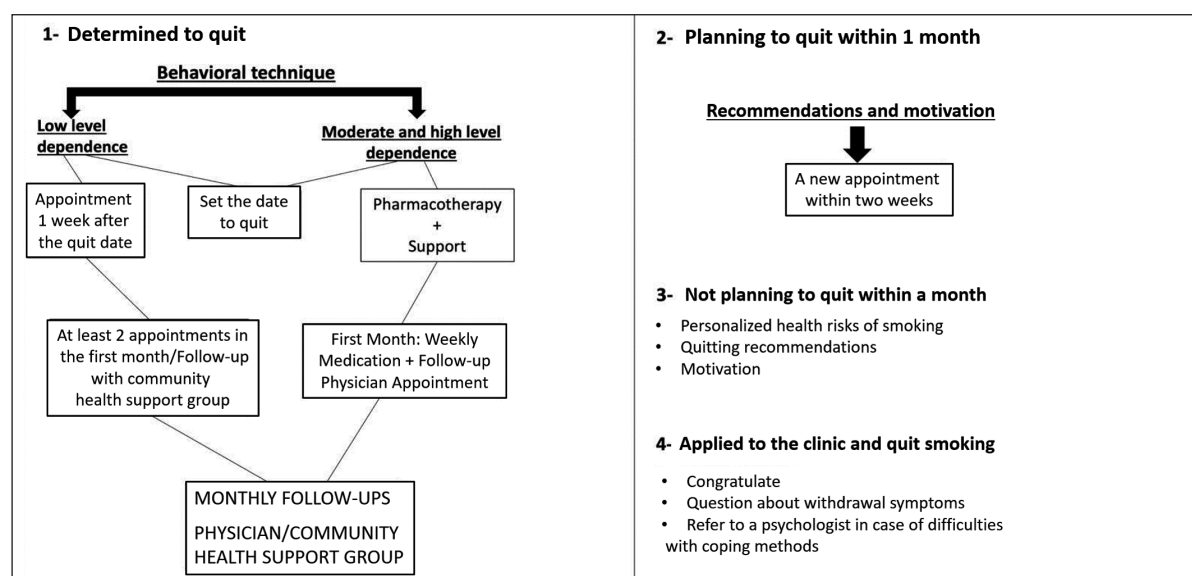 1- Determined to quit
Behavioral technique
Low level
dependence
Moderate and high level
dependence
Appointment
1 week after
the quit date
Set the date
to quit
Pharmacotherapy
+
Support
At least 2 appointments in
the first month/Follow-up
with community
health support group
First Month: Weekly
Medication + Follow-up
Physician Appointment
MONTHLY FOLLOW-UPS
PHYSICIAN/COMMUNITY
HEALTH SUPPORT GROUP
2- Planning to quit within 1 month
Recommendations and motivation
A new appointment
within two weeks
3- Not planning to quit within a month
• Personalized health risks of smoking
• Quitting recommendations
• Motivation
4- Applied to the clinic and quit smoking
• Congratulate
• Question about withdrawal symptoms
• Refer to a psychologist in case of difficulties
with coping methods